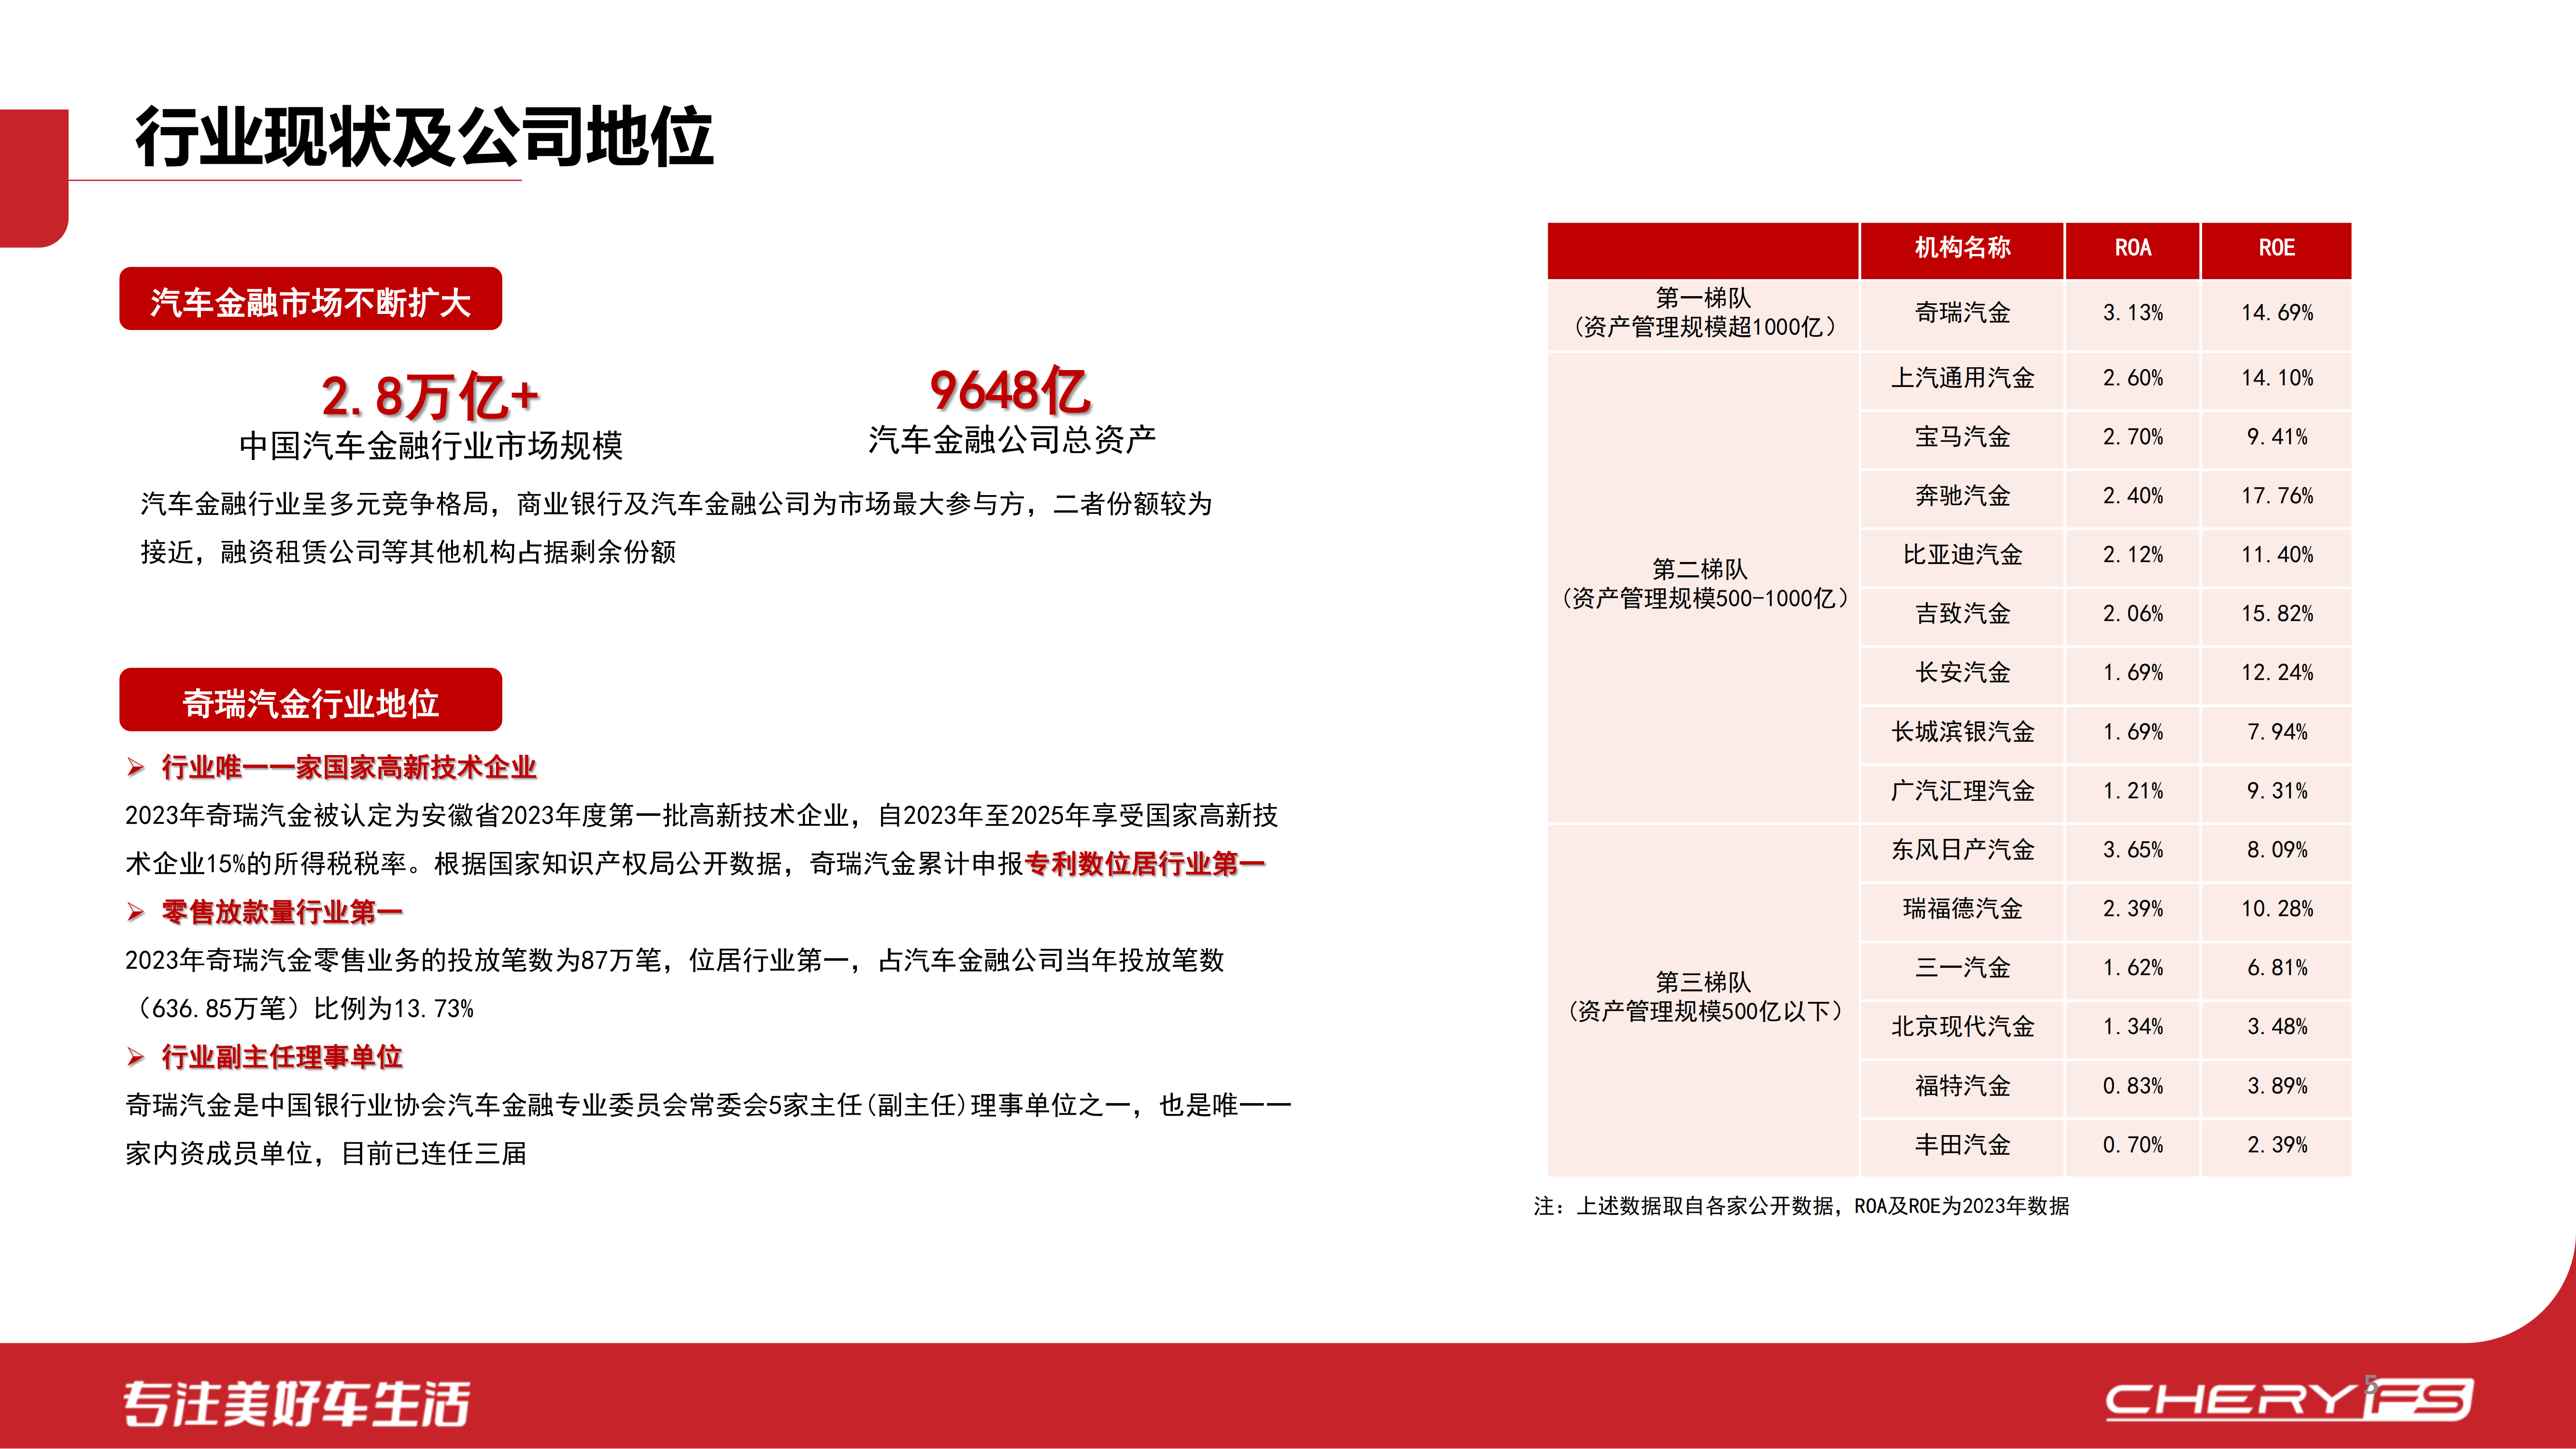 行业现状及公司地位
汽车金融市场不断扩大
2.8万亿+
中国汽车金融行业市场规模
9648亿
汽车金融公司总资产
汽车金融行业呈多元竞争格局，商业银行及汽车金融公司为市场最大参与方，二者份额较为
接近，融资租赁公司等其他机构占据剩余份额
奇瑞汽金行业地位
行业唯一一家国家高新技术企业
2023年奇瑞汽金被认定为安徽省2023年度第一批高新技术企业，自2023年至2025年享受国家高新技
术企业15%的所得税税率。根据国家知识产权局公开数据，奇瑞汽金累计申报专利数位居行业第一
零售放款量行业第一
2023年奇瑞汽金零售业务的投放笔数为87万笔，位居行业第一，占汽车金融公司当年投放笔数
（636.85万笔）比例为13.73%
行业副主任理事单位
奇瑞汽金是中国银行业协会汽车金融专业委员会常委会5家主任(副主任)理事单位之一，也是唯一一
家内资成员单位，目前已连任三届
机构名称 ROA ROE
第一梯队
（资产管理规模超1000亿）
奇瑞汽金 3.13% 14.69%
第二梯队
（资产管理规模500-1000亿）
上汽通用汽金 2.60% 14.10%
宝马汽金 2.70% 9.41%
奔驰汽金 2.40% 17.76%
比亚迪汽金 2.12% 11.40%
吉致汽金 2.06% 15.82%
长安汽金 1.69% 12.24%
长城滨银汽金 1.69% 7.94%
广汽汇理汽金 1.21% 9.31%
第三梯队
（资产管理规模500亿以下）
东风日产汽金 3.65% 8.09%
瑞福德汽金 2.39% 10.28%
三一汽金 1.62% 6.81%
北京现代汽金 1.34% 3.48%
福特汽金 0.83% 3.89%
丰田汽金 0.70% 2.39%
注：上述数据取自各家公开数据，ROA及ROE为2023年数据
专注美好车生活
CHERY FS
5